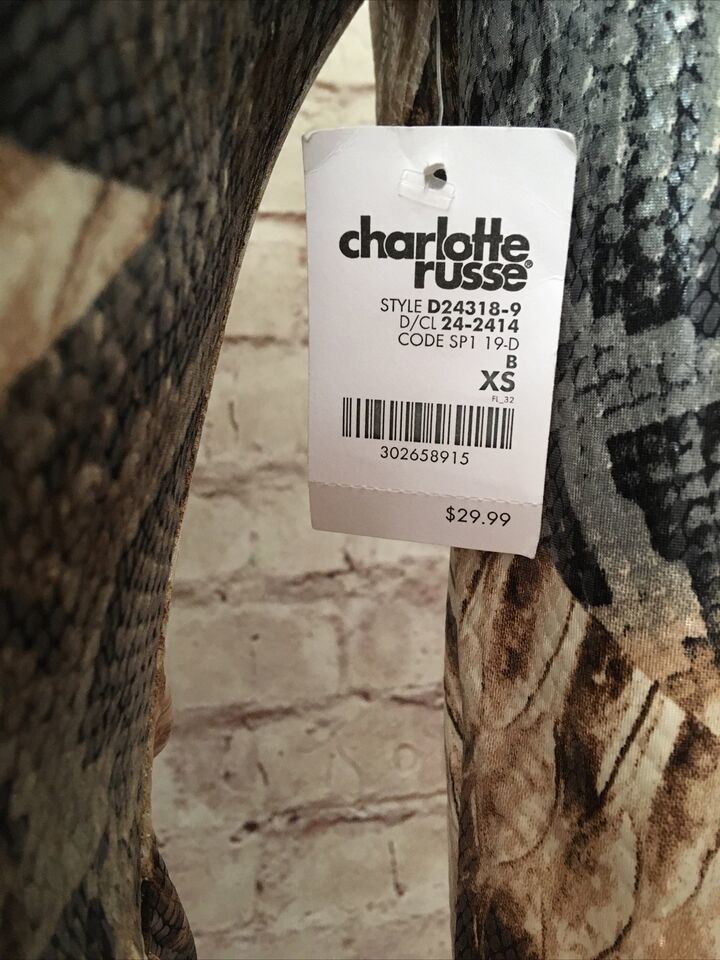 charlotte
russe®
STYLE D24318-9
D/CL 24-2414
CODE SP1 19-D
B
XS
FL_32
302658915
$29.99